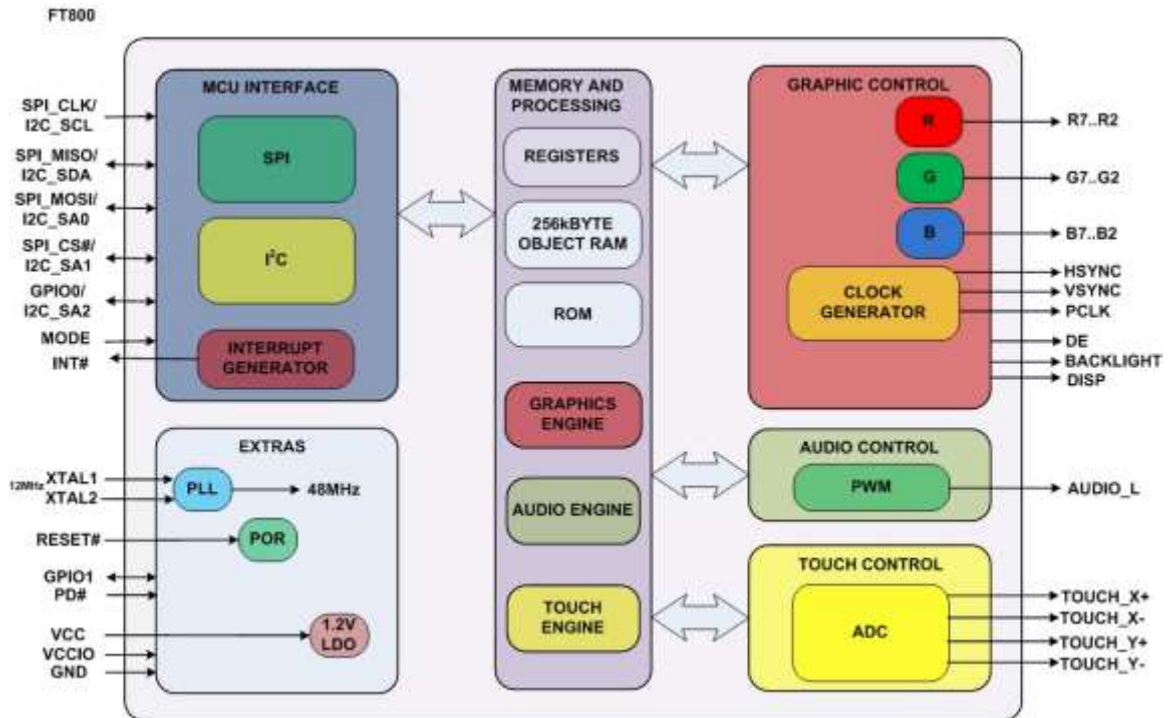 FT800
MCU INTERFACE
SPI_CLK/
I2C_SCL
SPI_MISO/
I2C_SDA
SPI_MOSI/
I2C_SA0
SPI_CS#/
I2C_SA1
GPIO0/
I2C_SA2
MODE
INT#
SPI
I²C
INTERRUPT
GENERATOR
EXTRAS
12MHz
XTAL1
XTAL2
PLL
48MHz
RESET#
POR
GPIO1
PD#
VCC
VCCIO
GND
1.2V
LDO
MEMORY AND
PROCESSING
REGISTERS
256kBYTE
OBJECT RAM
ROM
GRAPHICS
ENGINE
AUDIO ENGINE
TOUCH
ENGINE
GRAPHIC CONTROL
R
R7..R2
G
G7..G2
B
B7..B2
CLOCK
GENERATOR
HSYNC
VSYNC
PCLK
DE
BACKLIGHT
DISP
AUDIO CONTROL
PWM
AUDIO_L
TOUCH CONTROL
ADC
TOUCH_X+
TOUCH_X-
TOUCH_Y+
TOUCH_Y-